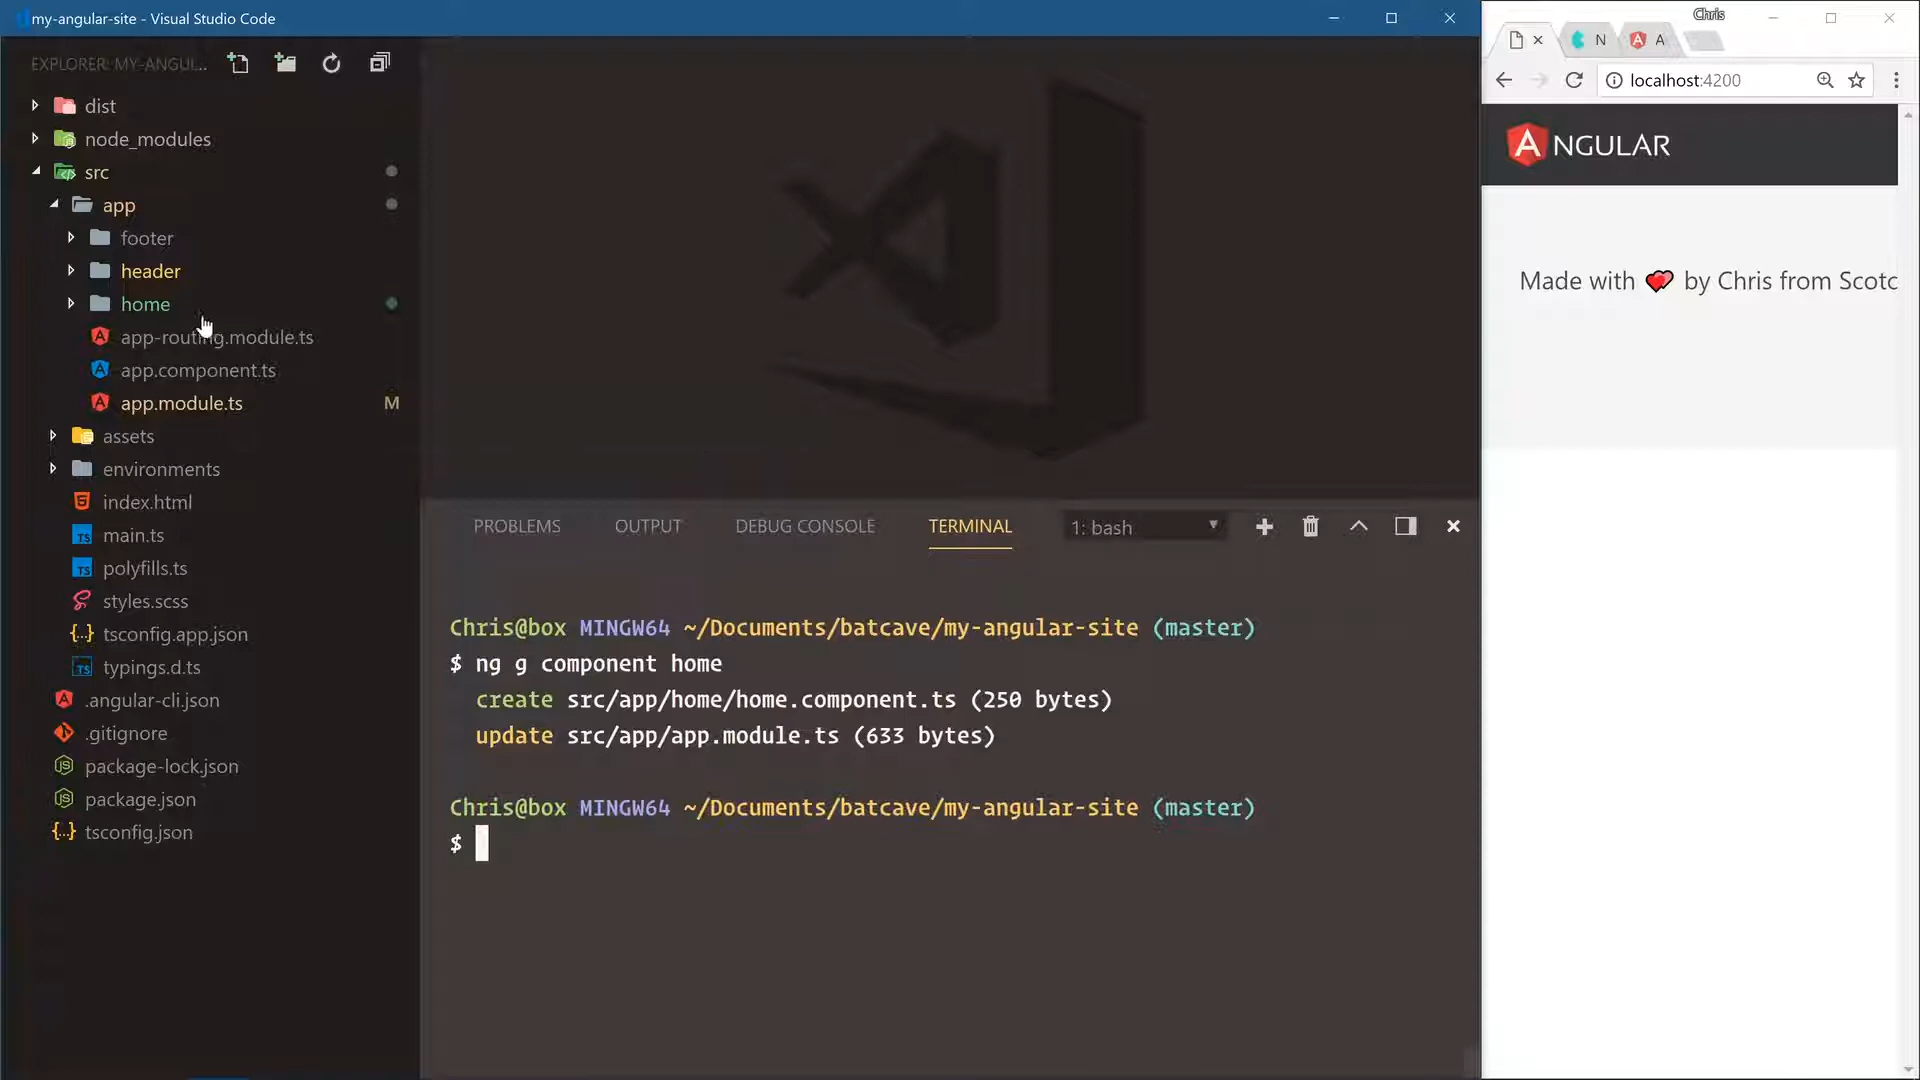 my-angular-site - Visual Studio Code
EXPLORER: MY-ANGUL...
dist
node_modules
src
app
footer
header
home
app-routing.module.ts
app.component.ts
app.module.ts M
assets
environments
index.html
main.ts
polyfills.ts
styles.scss
tsconfig.app.json
typings.d.ts
.angular-cli.json
.gitignore
package-lock.json
package.json
tsconfig.json
PROBLEMS OUTPUT DEBUG CONSOLE TERMINAL 1: bash
Chris@box MINGW64 ~/Documents/batcave/my-angular-site (master)
$ ng g component home
create src/app/home/home.component.ts (250 bytes)
update src/app/app.module.ts (633 bytes)
Chris@box MINGW64 ~/Documents/batcave/my-angular-site (master)
$
Chris
N A
localhost:4200
ANGULAR
Made with by Chris from Scotc